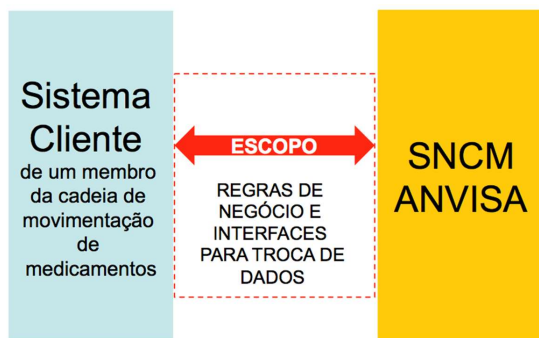 Sistema
Cliente
de um membro
da cadeia de
movimentação
de
medicamentos
ESCOPO
REGRAS DE
NEGÓCIO E
INTERFACES
PARA TROCA DE
DADOS
SNCM
ANVISA